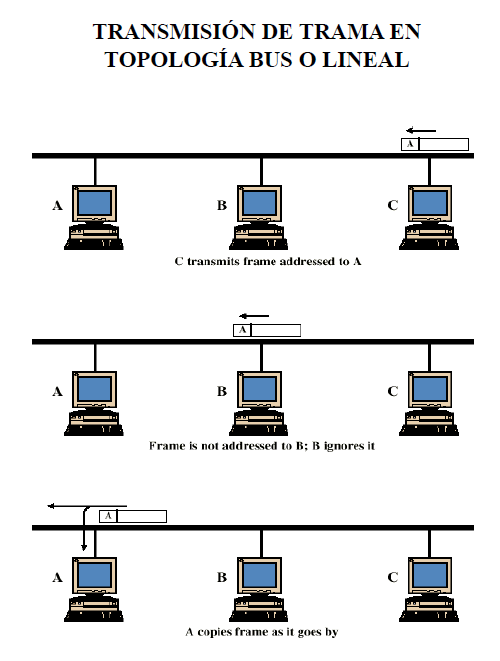 TRANSMISIÓN DE TRAMA EN
TOPOLOGÍA BUS O LINEAL
A
A
B
C
C transmits frame addressed to A
A
A
B
C
Frame is not addressed to B; B ignores it
A
A
B
C
A copies frame as it goes by